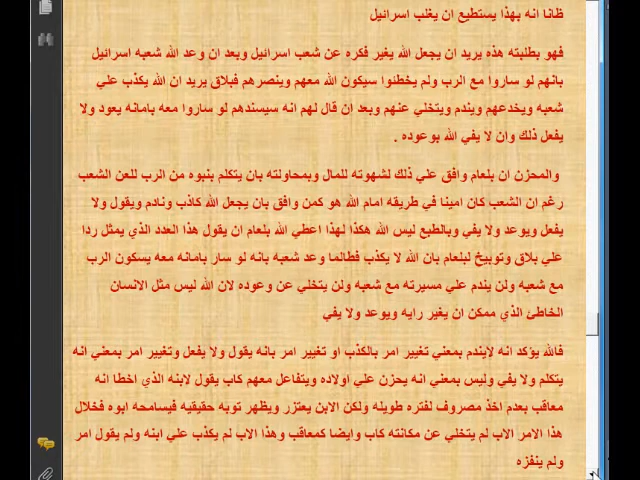 ظانا انه بهذا يستطيع ان يغلب اسرائيل
فهو بطلبته هذه يريد ان يجعل الله يغير فكره عن شعب اسرائيل وبعد ان وعد الله شعبه اسرائيل
بانهم لو ساروا مع الرب ولم يخطئوا سيكون الله معهم وينصرهم فبلاق يريد ان الله يكذب علي
شعبه ويخدعهم ويندم ويتخلي عنهم وبعد ان قال لهم انه سيسندهم لو ساروا معه بامانه يعود ولا
يفعل ذلك وان لا يفي الله بوعوده .
والمحزن ان بلعام وافق علي ذلك لشهوته للمال وبمحاولته بان يتكلم بنبوه من الرب للعن الشعب
رغم ان الشعب كان امينا في طريقه امام الله هو كمن وافق بان يجعل الله كاذب ونادم ويقول ولا
يفعل ويوعد ولا يفي وبالطبع ليس الله هكذا لهذا اعطي الله بلعام ان يقول هذا العدد الذي يمثل ردا
علي بلاق وتوبيخ لبلعام بان الله لا يكذب فطالما وعد شعبه بانه لو سار بامانه معه يسكون الرب
مع شعبه ولن يندم علي مسيرته مع شعبه ولن يتخلي عن وعوده لان الله ليس مثل الانسان
الخاطئ الذي ممكن ان يغير رايه ويوعد ولا يفي
فالله يؤكد انه لايندم بمعني تغيير امر بالكذب او تغيير امر بانه يقول ولا يفعل وتغيير امر بمعني انه
يتكلم ولا يفي وليس بمعني انه يحزن علي اولاده ويتفاعل معهم كاب يقول لابنه الذي اخطا انه
معاقب بعدم اخذ مصروف لفتره طويله ولكن الابن يعتزر ويظهر توبه حقيقيه فيسامحه ابوه فخلال
هذا الامر الاب لم يتخلي عن مكانته كاب وايضا كمعاقب وهذا الاب لم يكذب علي ابنه ولم يقول امر
ولم ينفزه